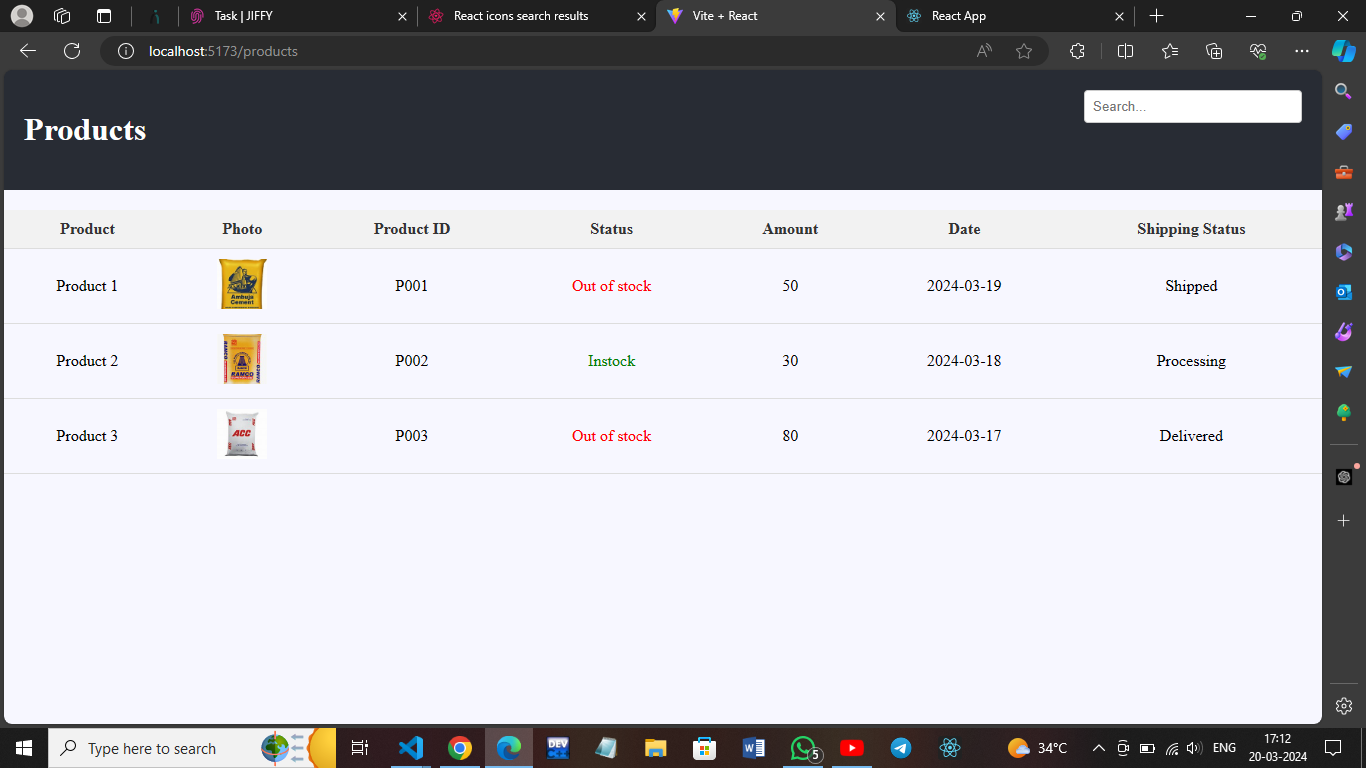 Task | JIFFY
React icons search results
Vite + React
React App
localhost:5173/products
Products
Search...
Product Photo Product ID Status Amount Date Shipping Status
Product 1 Ambuja Cement P001 Out of stock 50 2024-03-19 Shipped
Product 2 RAMCO P002 Instock 30 2024-03-18 Processing
Product 3 ACC P003 Out of stock 80 2024-03-17 Delivered
Type here to search
DEV
5
34°C
ENG
17:12
20-03-2024